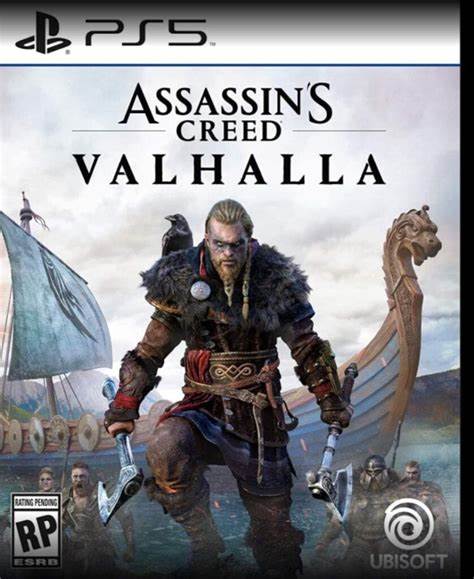 PS5
ASSASSIN'S
CREED
VALHALLA
RATING PENDING
RP
ESRB
UBISOFT